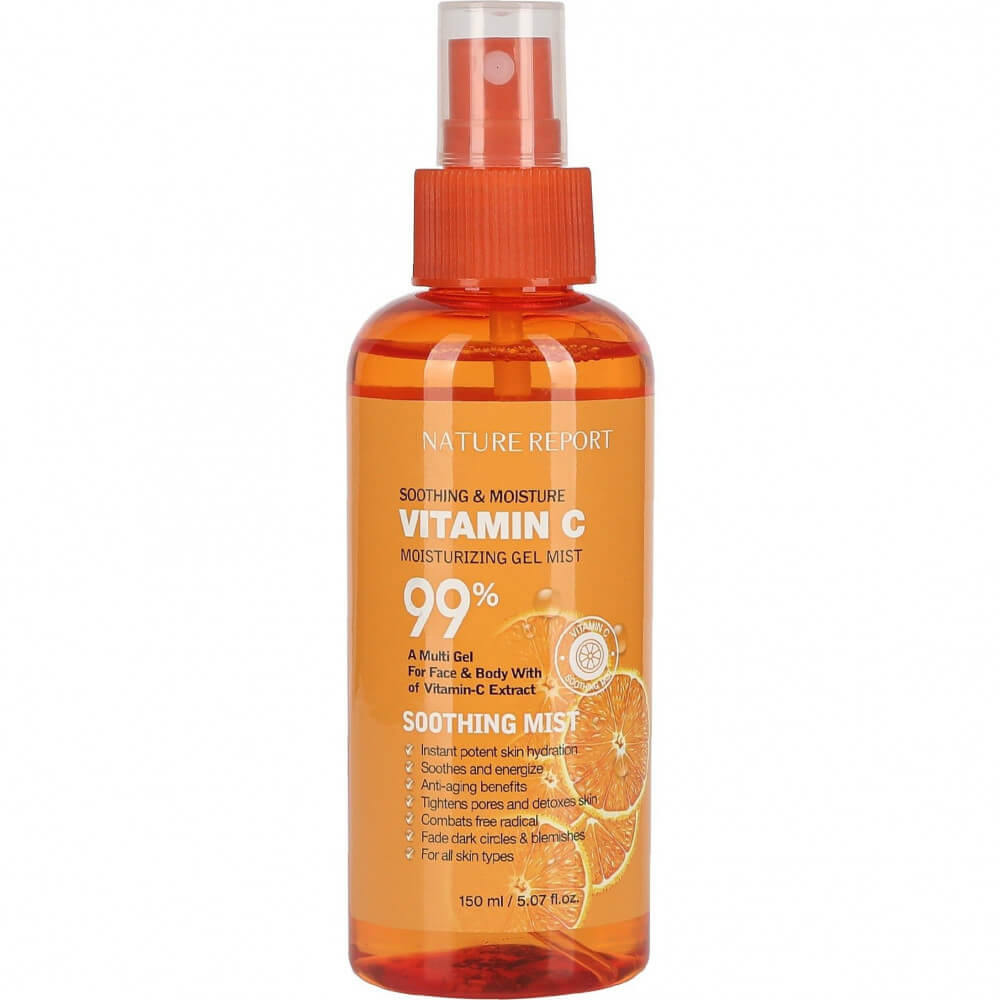 NATURE REPORT
SOOTHING & MOISTURE
VITAMIN C
MOISTURIZING GEL MIST
99%
A Multi Gel
For Face & Body With
of Vitamin-C Extract
VITAMIN C
SOOTHING
SOOTHING MIST
Instant potent skin hydration
Soothes and energize
Anti-aging benefits
Tightens pores and detoxes skin
Combats free radical
Fade dark circles & blemishes
For all skin types
150 ml / 5.07 fl.oz.